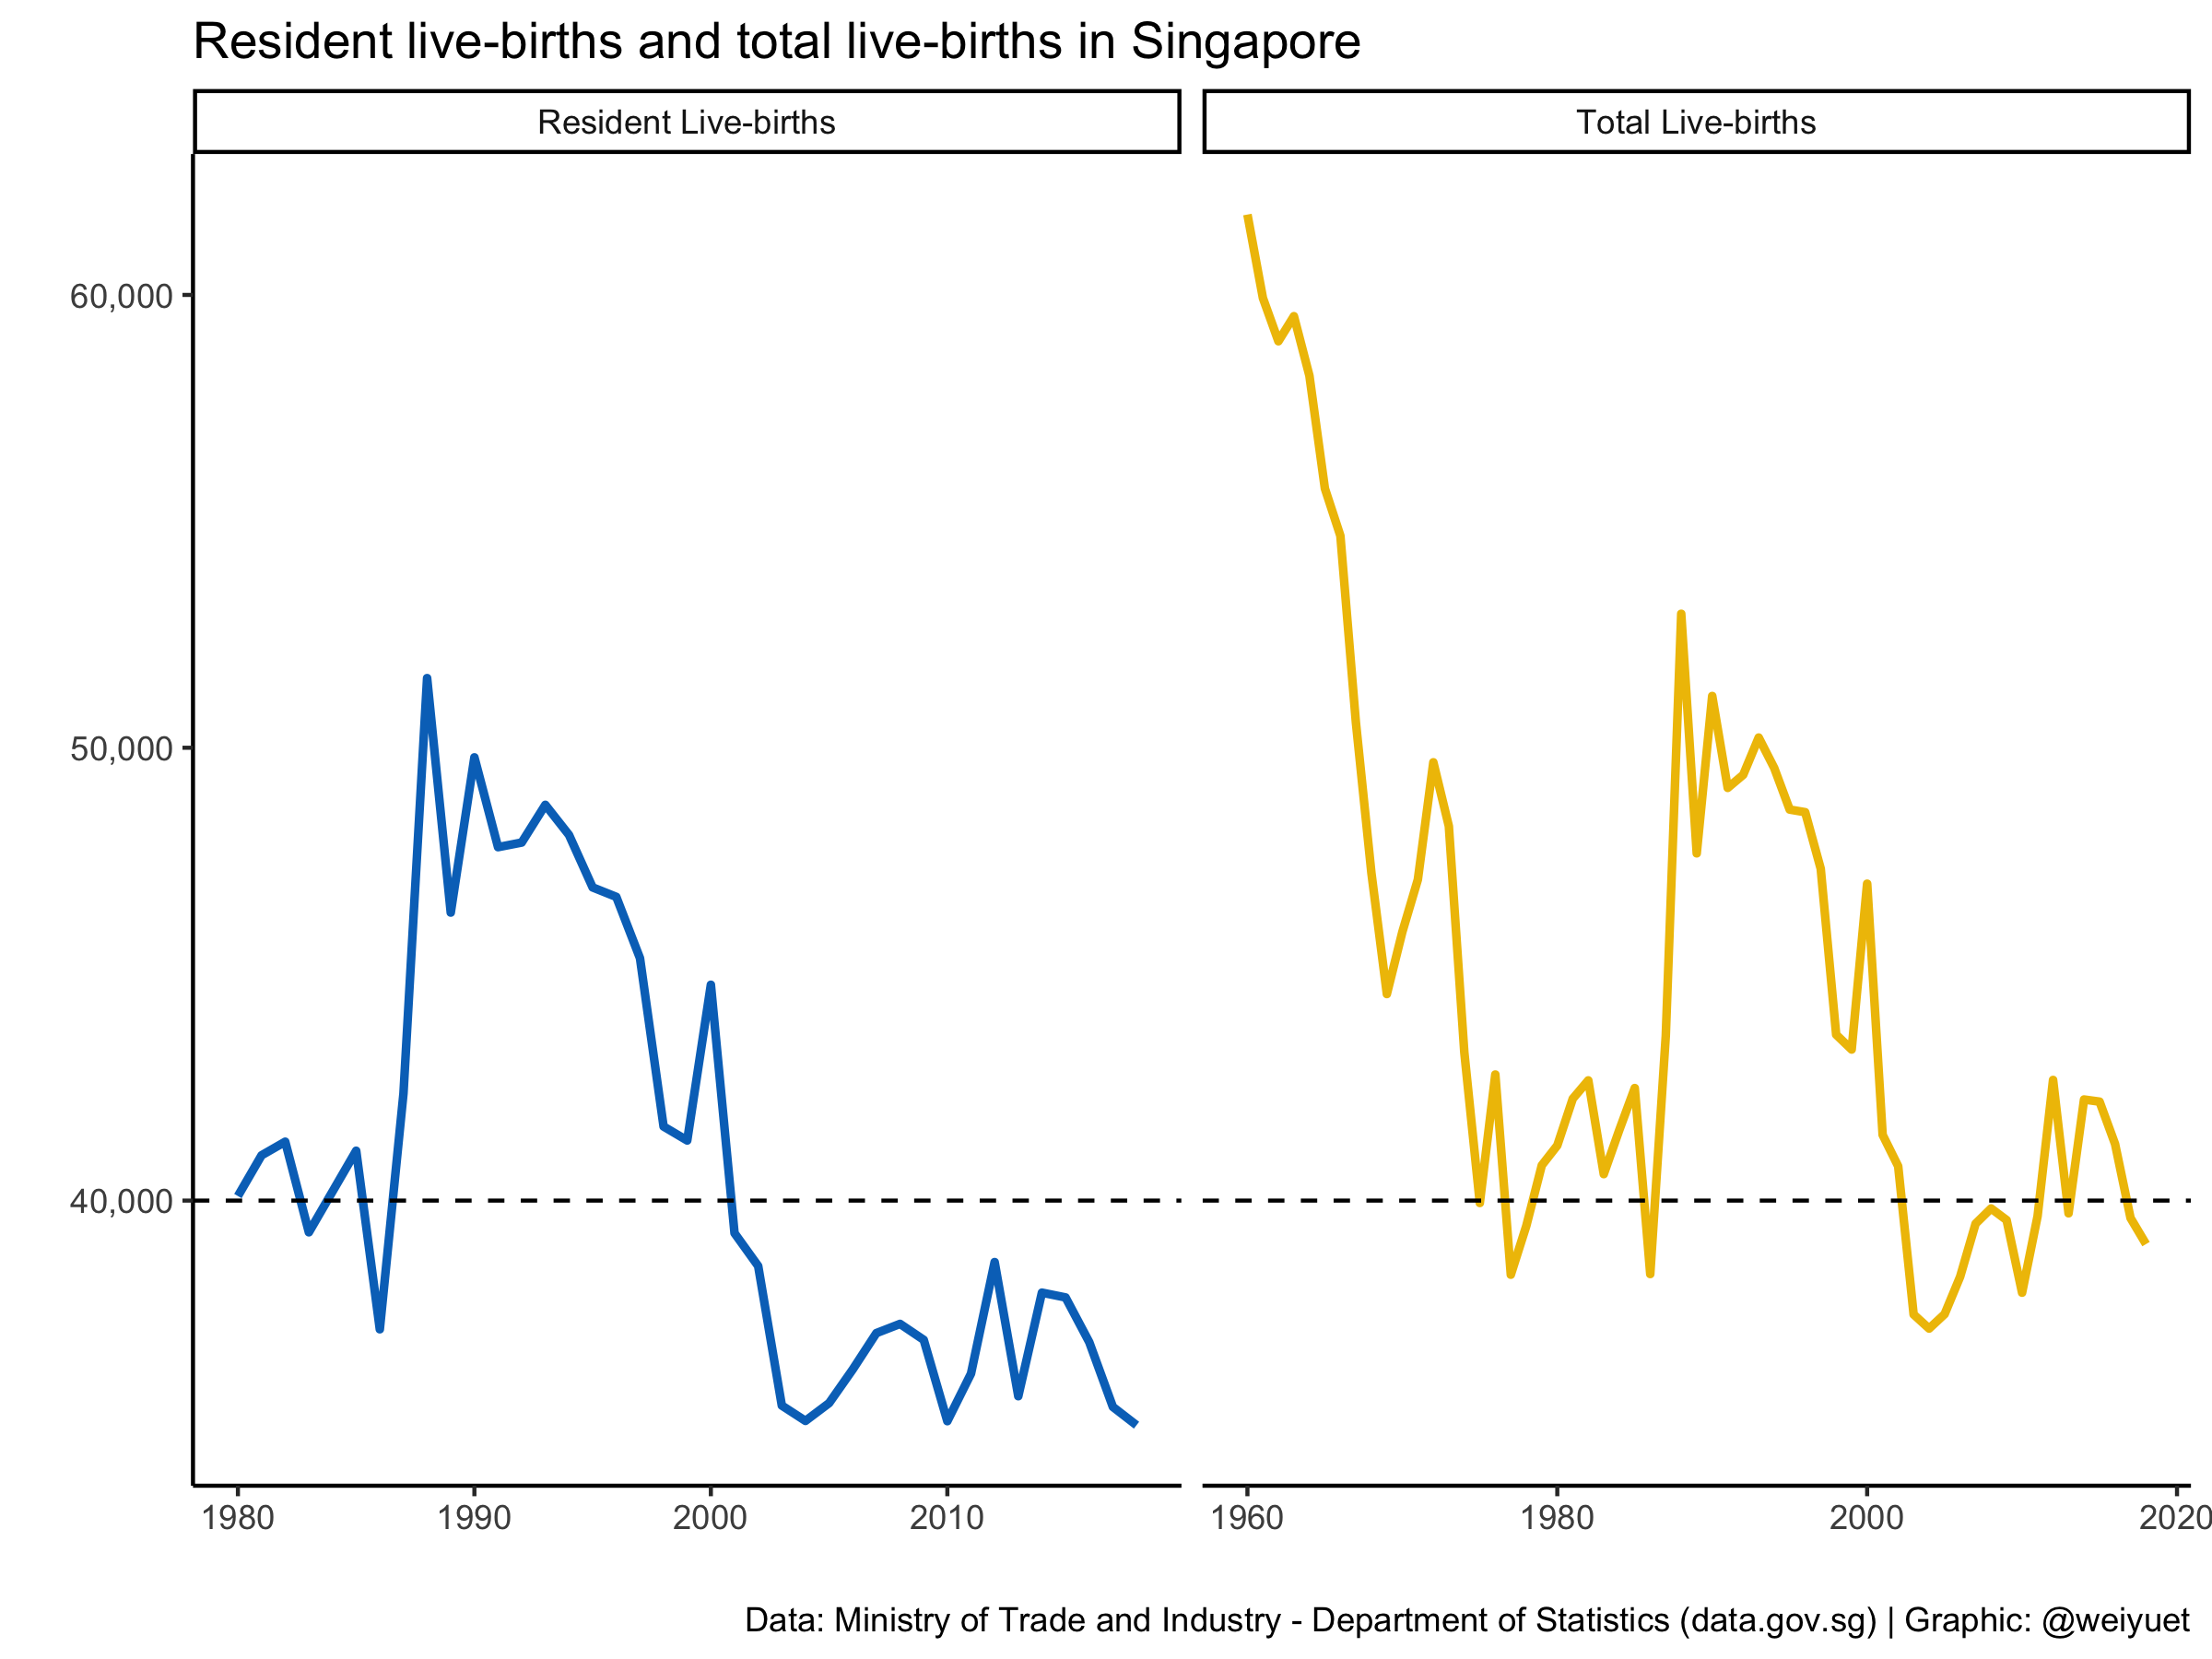 Resident live-births and total live-births in Singapore
Resident Live-births
Total Live-births
60,000
50,000
40,000
1980 1990 2000 2010
1960 1980 2000 2020
Data: Ministry of Trade and Industry - Department of Statistics (data.gov.sg) | Graphic: @weiyuet